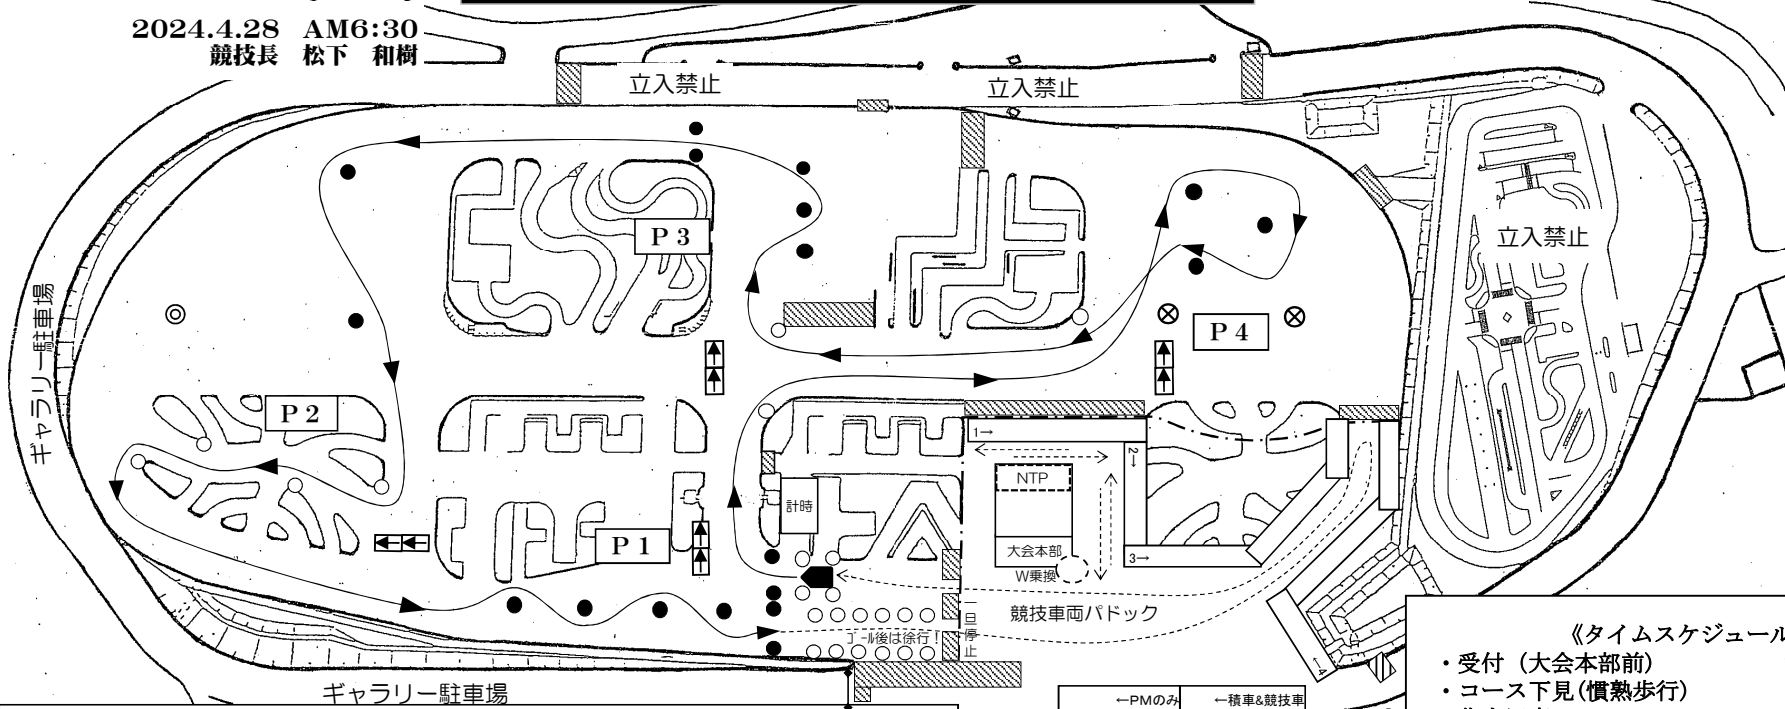 2024.4.28 AM6:30
競技長 松下 和樹
立入禁止
立入禁止
立入禁止
P 3
P 4
P 2
P 1
ギャラリー駐車場
1→
2→
3→
←4
NTP
計時
大会本部
W乗換
競技車両パドック
一旦停止
ゴール後は徐行!
ギャラリー駐車場
←PMのみ
←積車&競技車
《タイムスケジュール
・受付（大会本部前）
・コース下見(慣熟歩行)